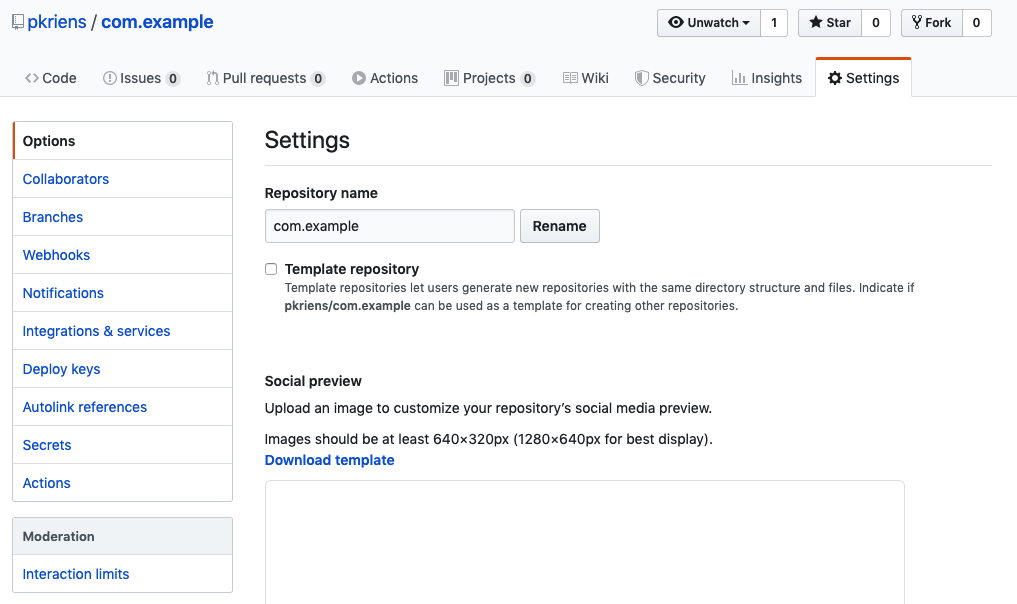 pkriens / com.example
Unwatch 1 Star 0 Fork 0
Code Issues 0 Pull requests 0 Actions Projects 0 Wiki Security Insights Settings
Options
Collaborators
Branches
Webhooks
Notifications
Integrations & services
Deploy keys
Autolink references
Secrets
Actions
Moderation
Interaction limits
Settings
Repository name
com.example Rename
Template repository
Template repositories let users generate new repositories with the same directory structure and files. Indicate if
pkriens/com.example can be used as a template for creating other repositories.
Social preview
Upload an image to customize your repository’s social media preview.
Images should be at least 640×320px (1280×640px for best display).
Download template